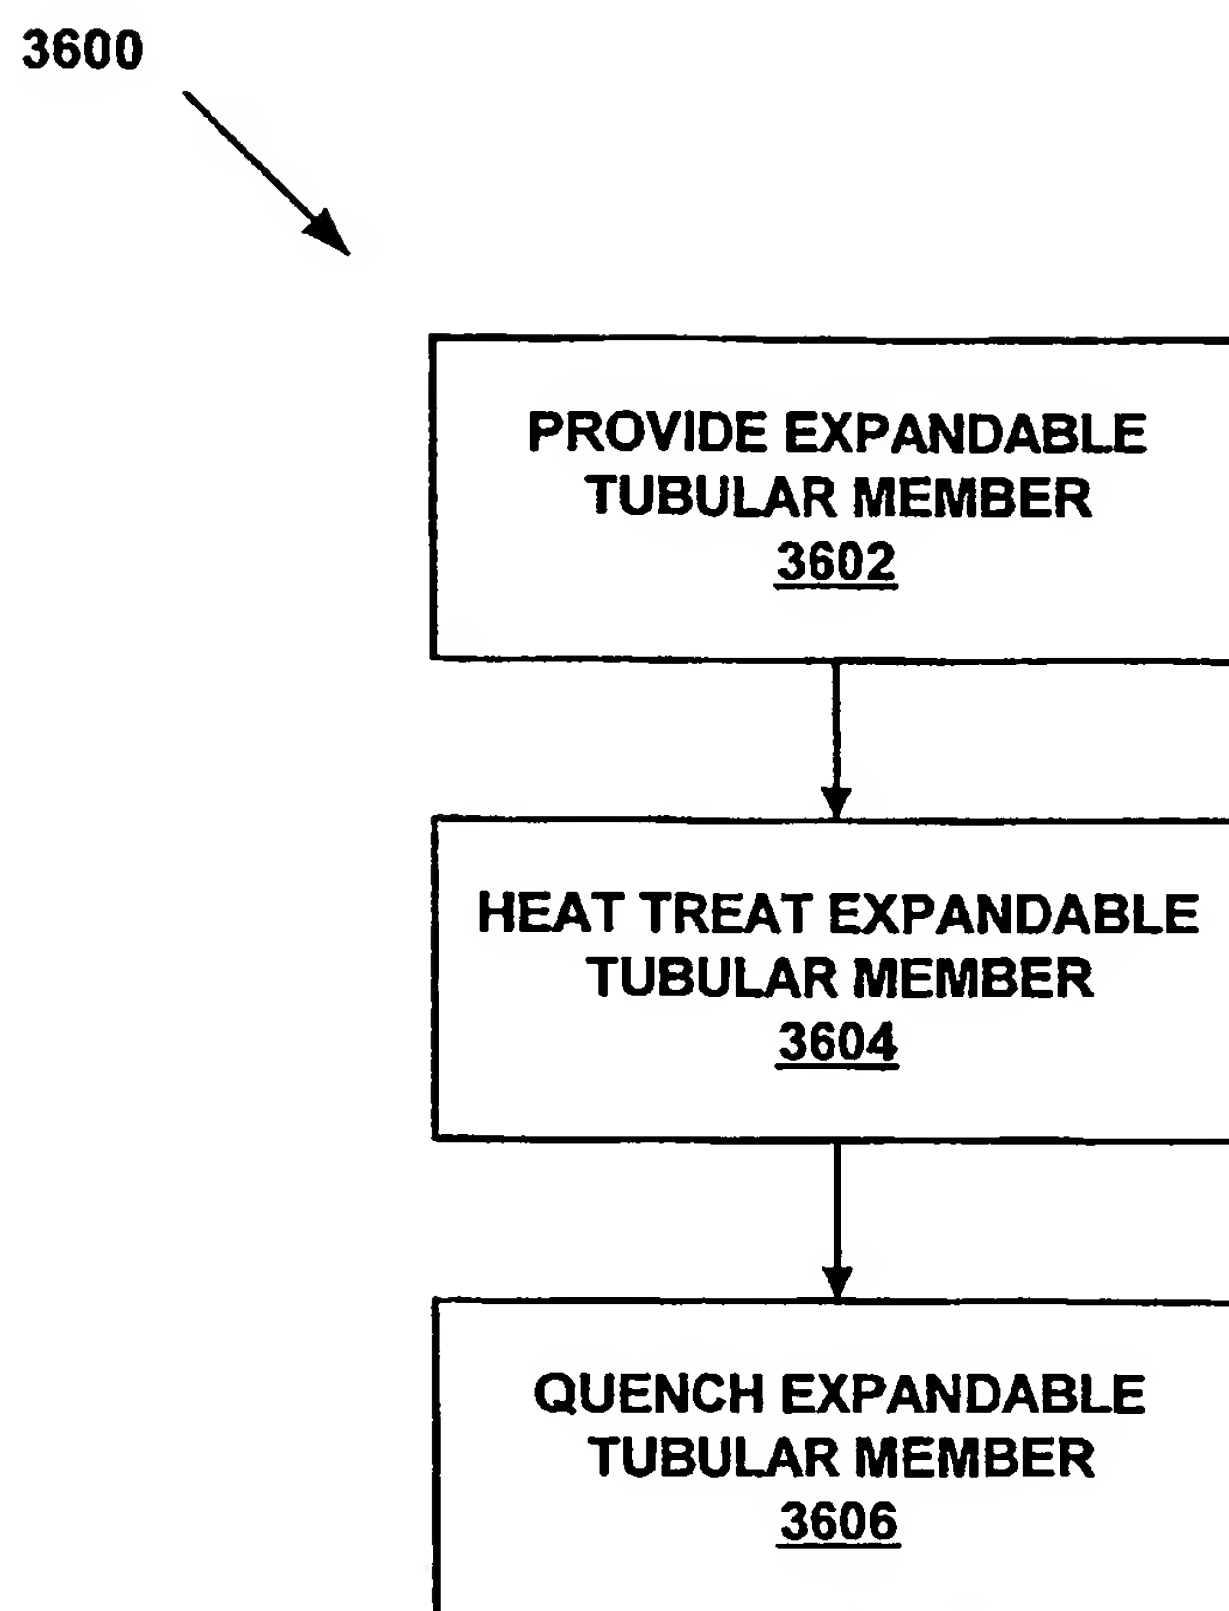 3600
PROVIDE EXPANDABLE
TUBULAR MEMBER
3602
HEAT TREAT EXPANDABLE
TUBULAR MEMBER
3604
QUENCH EXPANDABLE
TUBULAR MEMBER
3606